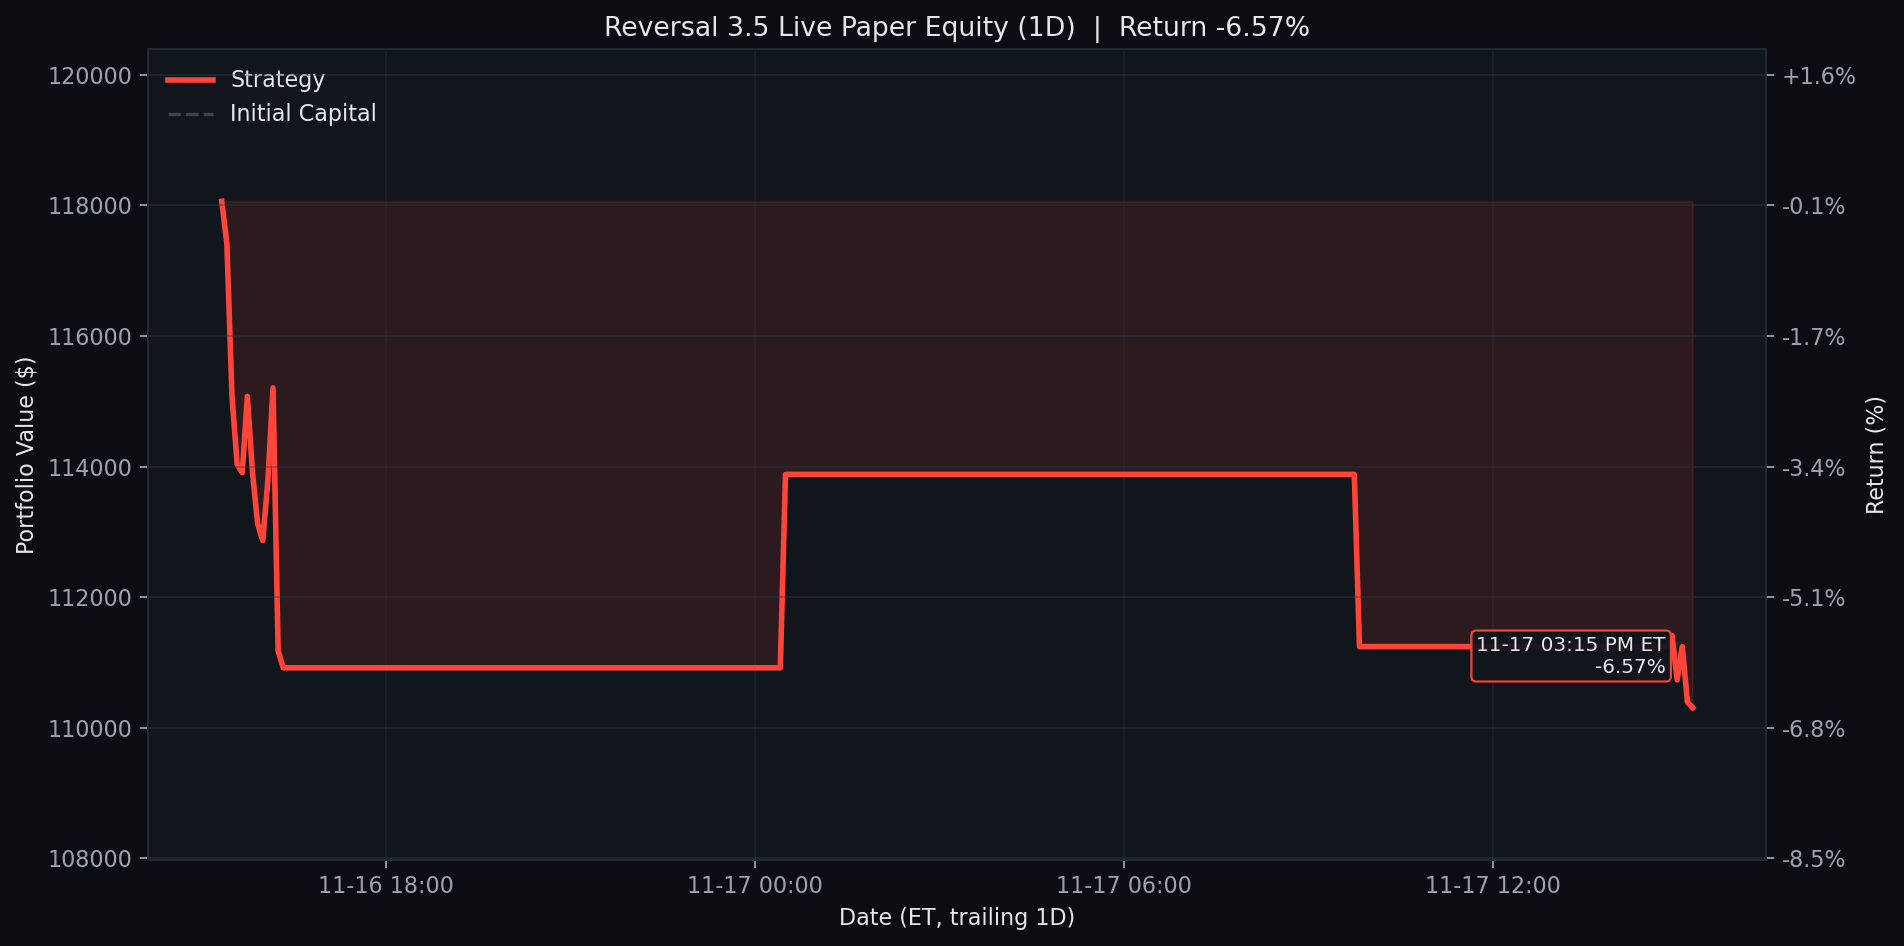 Reversal 3.5 Live Paper Equity (1D)  |  Return -6.57%
Strategy
Initial Capital
120000
118000
116000
114000
112000
110000
108000
Portfolio Value ($)
+1.6%
-0.1%
-1.7%
-3.4%
-5.1%
-6.8%
-8.5%
Return (%)
11-17 03:15 PM ET
-6.57%
11-16 18:00
11-17 00:00
11-17 06:00
11-17 12:00
Date (ET, trailing 1D)